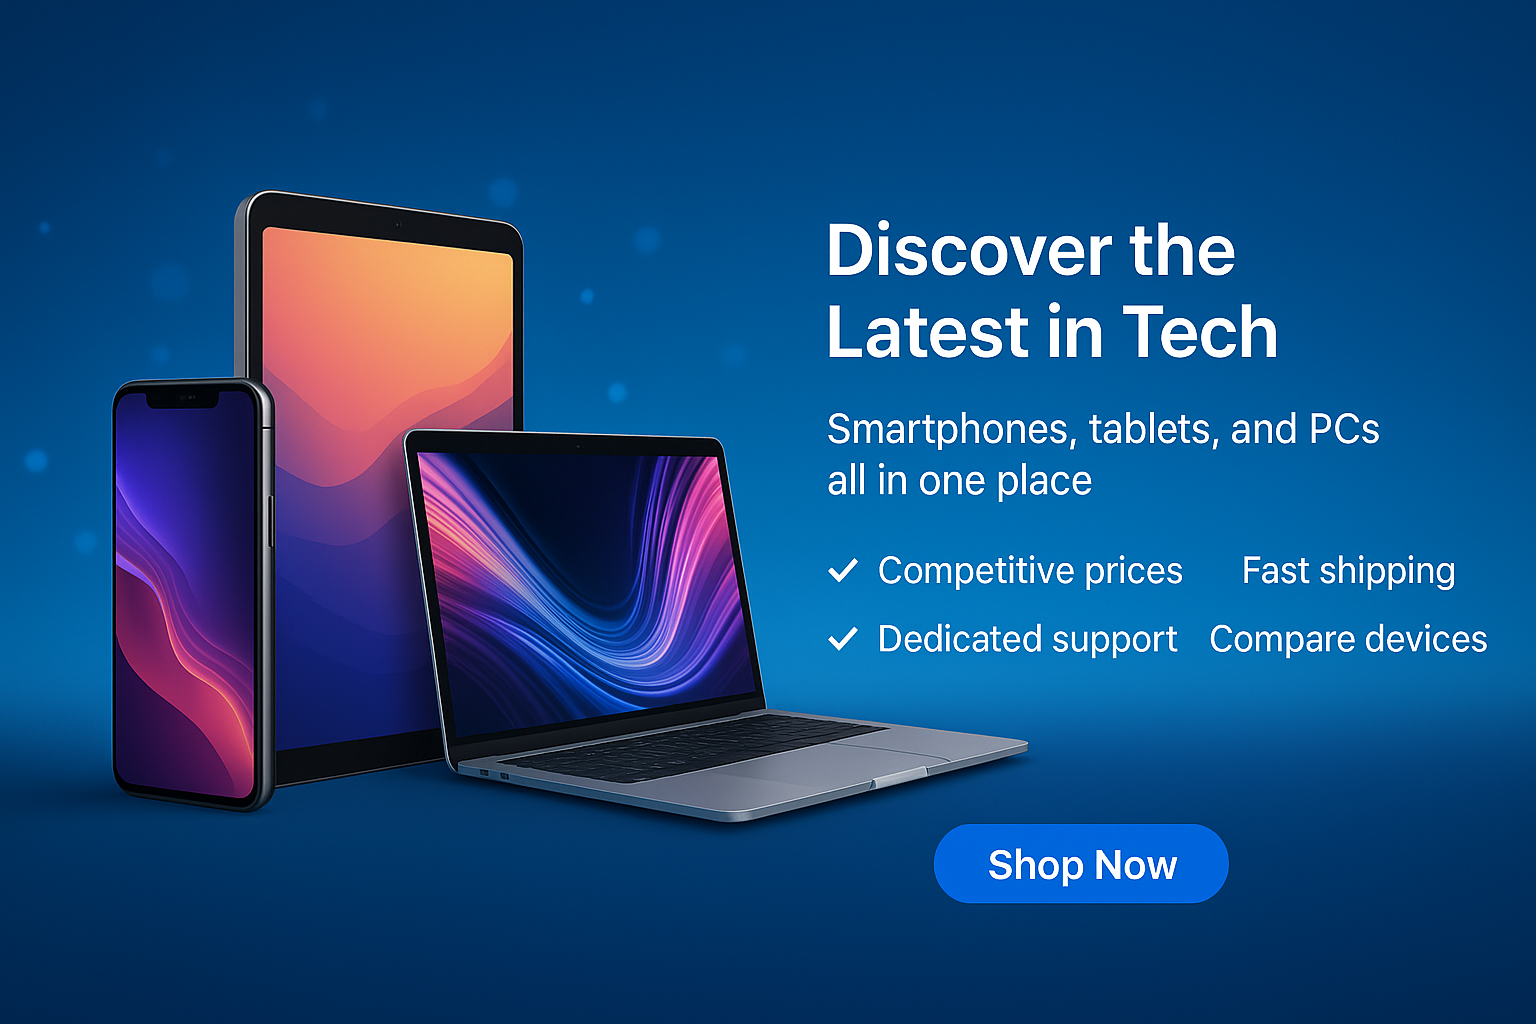 Discover the
Latest in Tech
Smartphones, tablets, and PCs
all in one place
Competitive prices Fast shipping
Dedicated support Compare devices
Shop Now